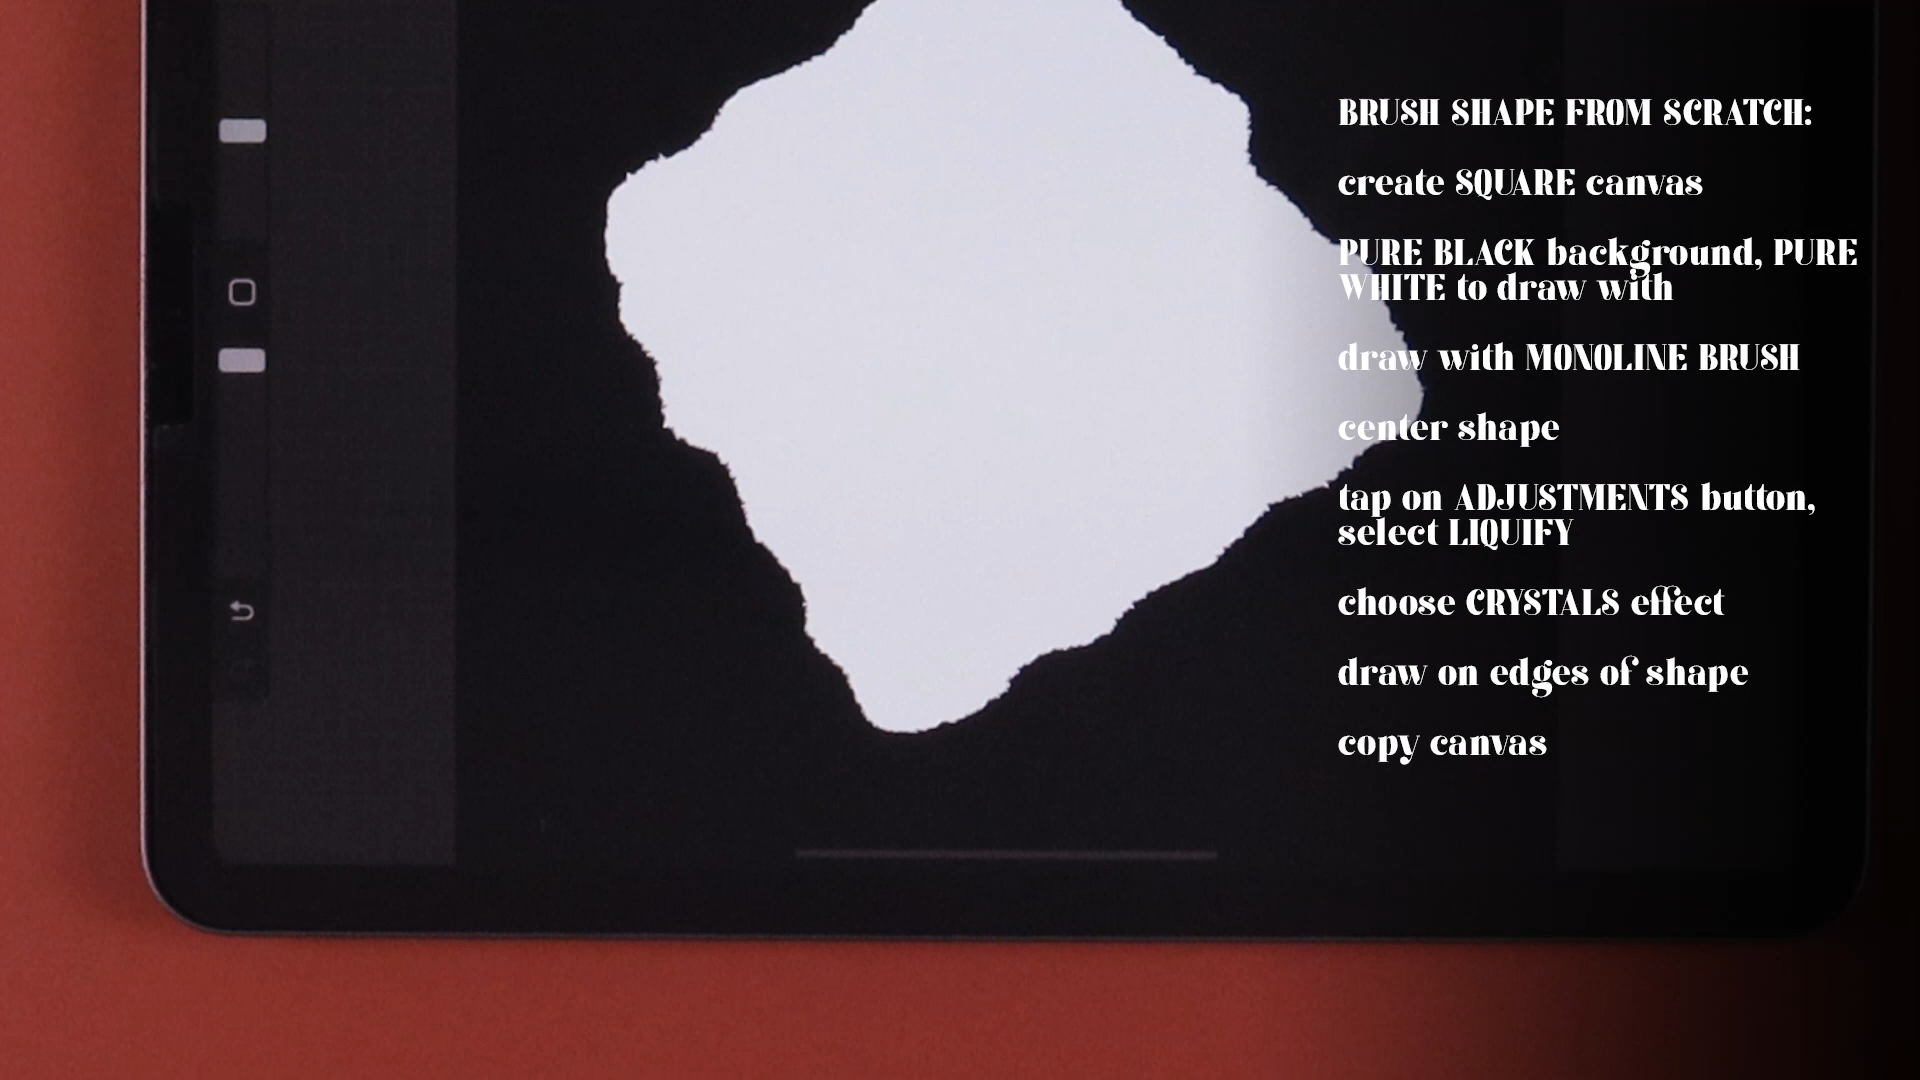 BRUSH SHAPE FROM SCRATCH:
create SQUARE canvas
PURE BLACK background, PURE
WHITE to draw with
draw with MONOLINE BRUSH
center shape
tap on ADJUSTMENTS button,
select LIQUIFY
choose CRYSTALS effect
draw on edges of shape
copy canvas